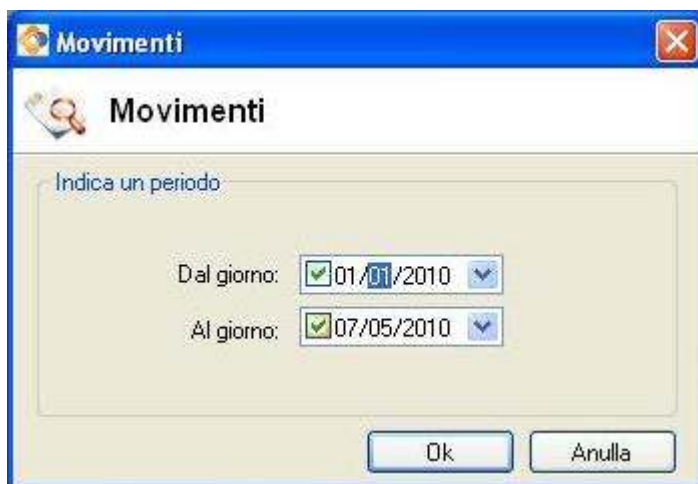 Movimenti
Movimenti
Indica un periodo
Dal giorno: 01/01/2010
Al giorno: 07/05/2010
Ok Anulla